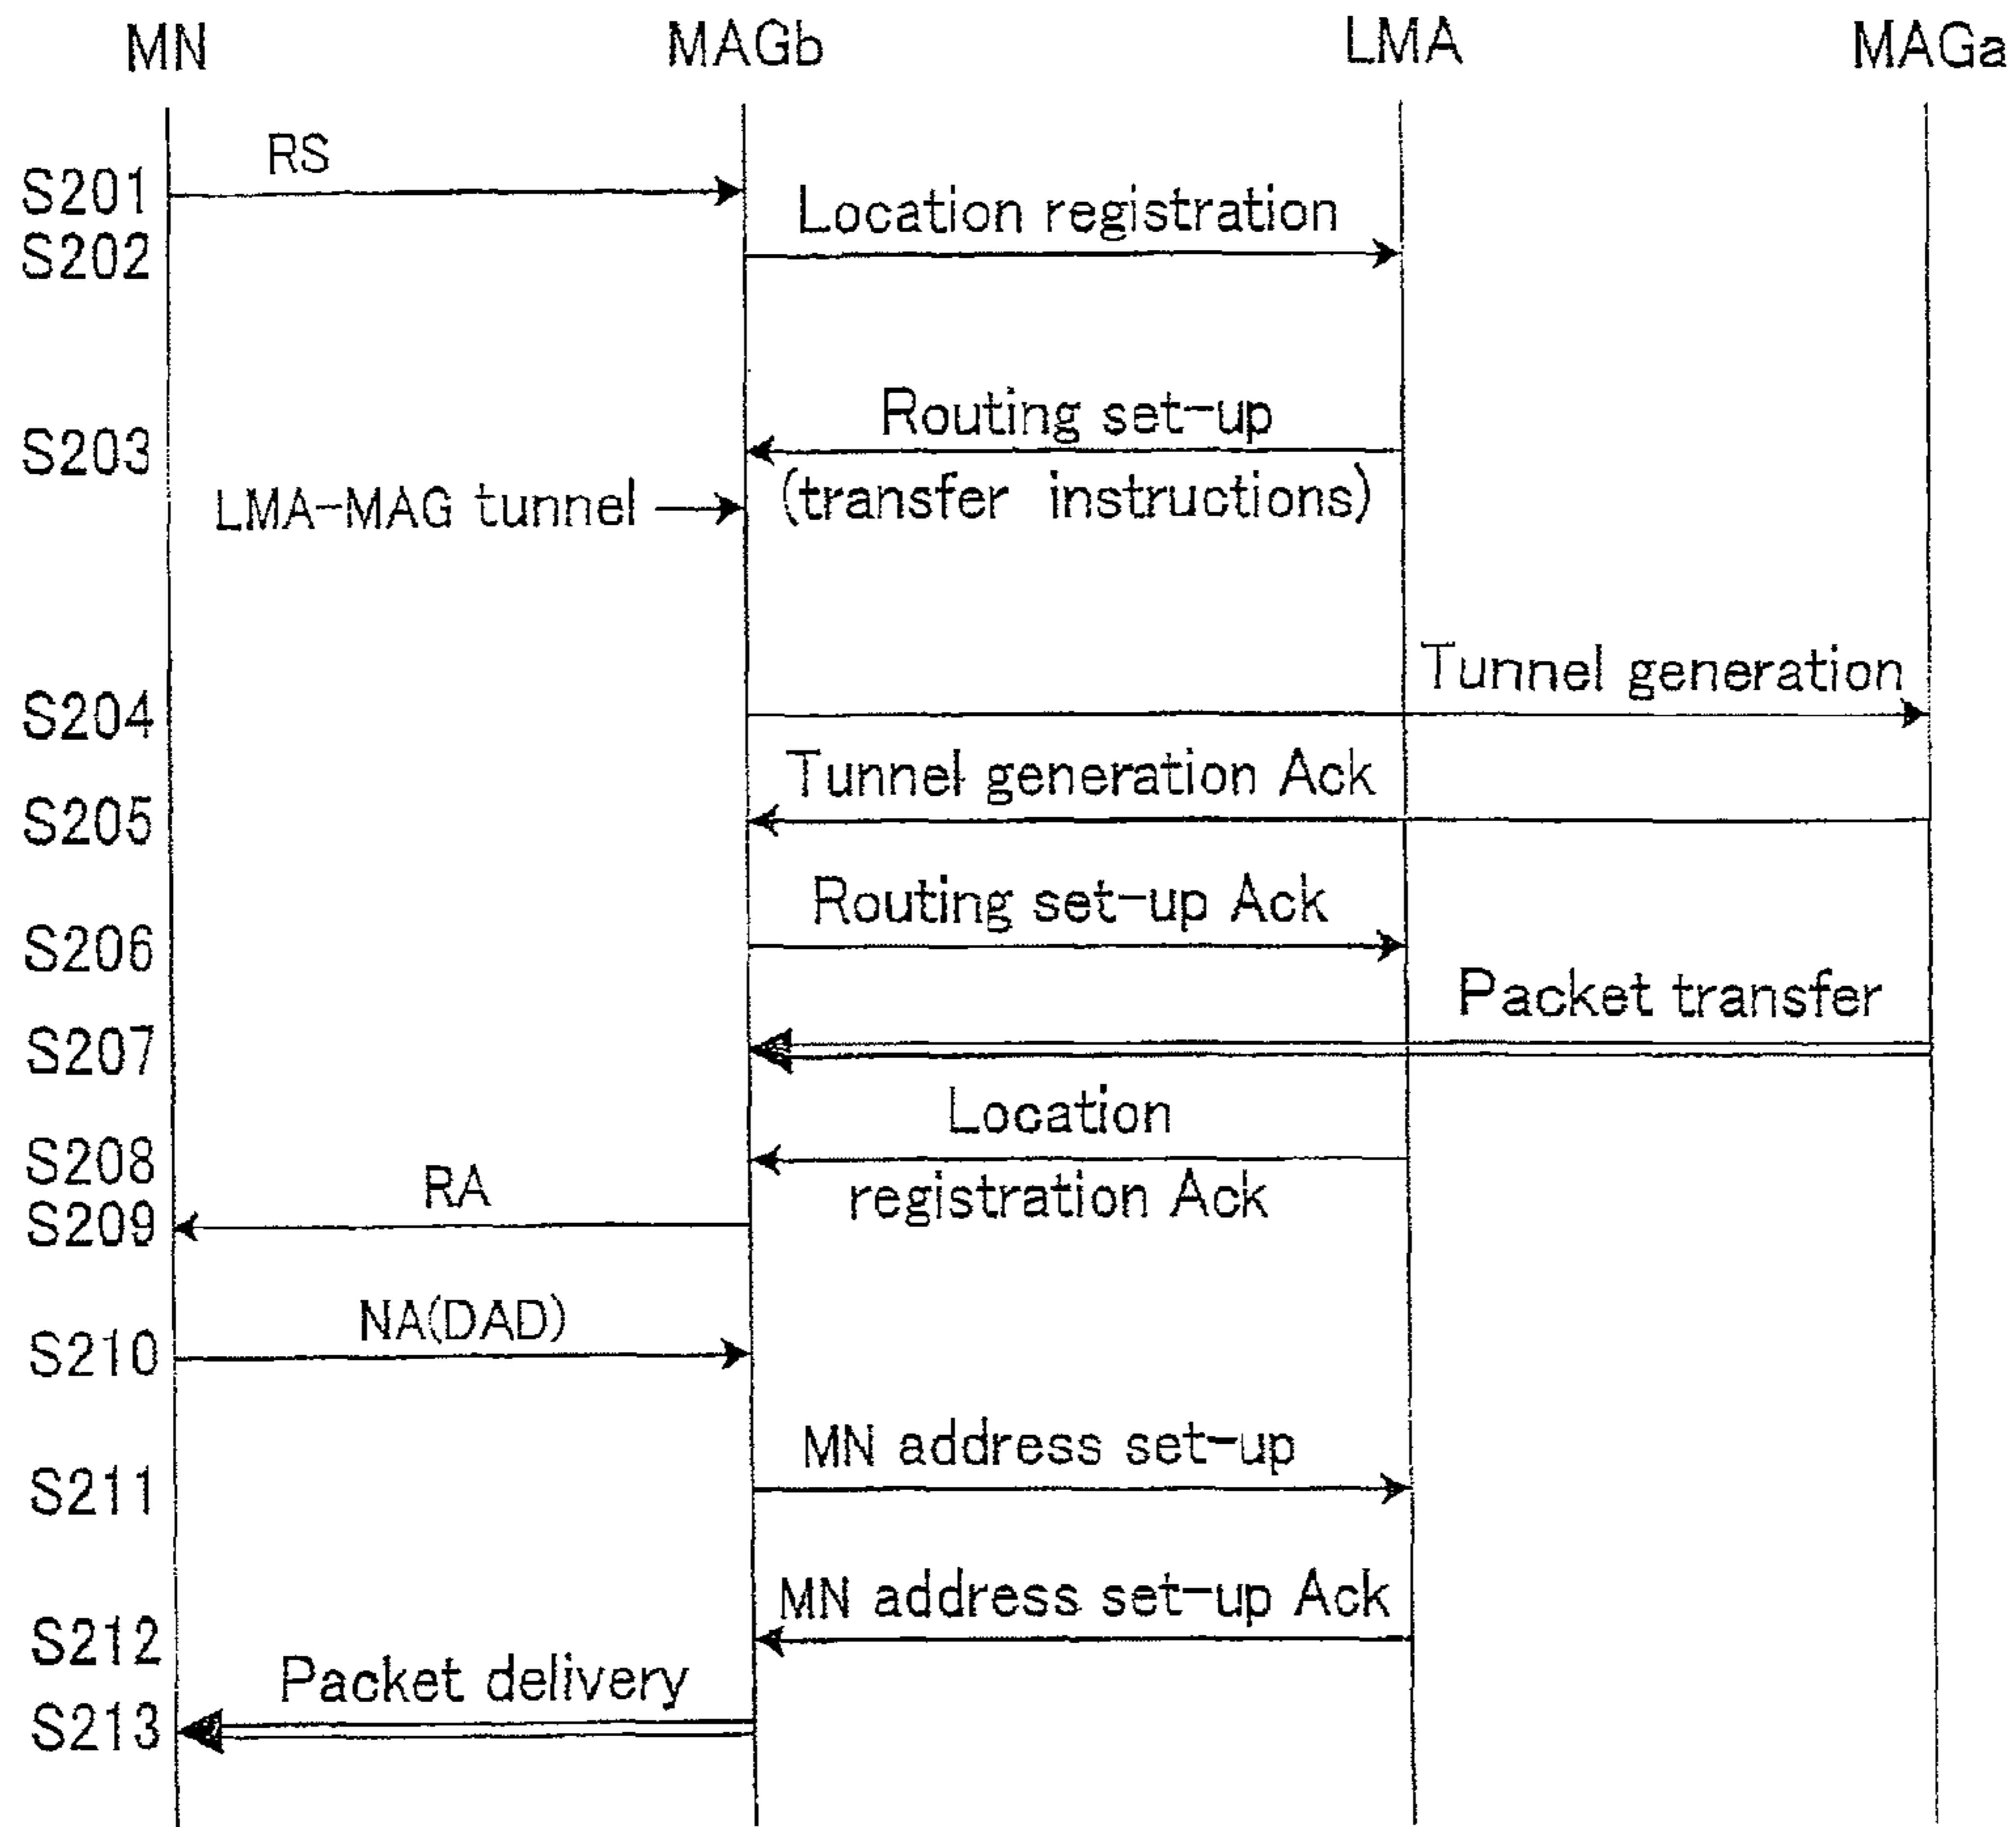 MN MAGb LMA MAGa
RS
S201
Location registration
S202
Routing set-up
S203
(transfer instructions)
LMA-MAG tunnel
Tunnel generation
S204
Tunnel generation Ack
S205
Routing set-up Ack
S206
Packet transfer
S207
Location
S208
registration Ack
RA
S209
NA(DAD)
S210
MN address set-up
S211
MN address set-up Ack
S212
Packet delivery
S213